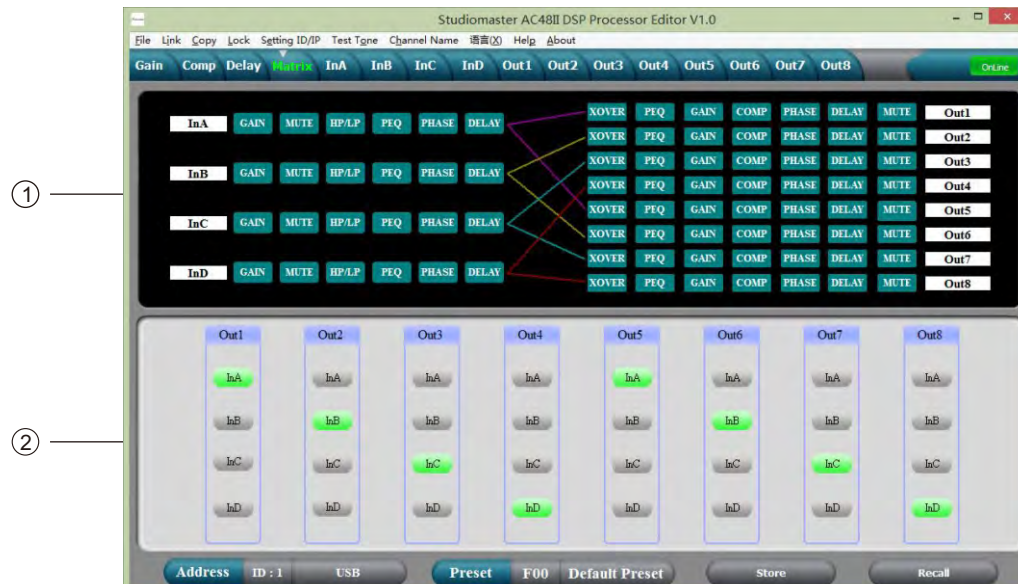 Studiomaster AC48II DSP Processor Editor V1.0
File Link Copy Lock Setting ID/IP Test Tone Channel Name 语言(X) Help About
Gain Comp Delay Matrix InA InB InC InD Out1 Out2 Out3 Out4 Out5 Out6 Out7 Out8 OnLine
①
InA GAIN MUTE HP/LP PEQ PHASE DELAY
InB GAIN MUTE HP/LP PEQ PHASE DELAY
InC GAIN MUTE HP/LP PEQ PHASE DELAY
InD GAIN MUTE HP/LP PEQ PHASE DELAY
XOVER PEQ GAIN COMP PHASE DELAY MUTE Out1
XOVER PEQ GAIN COMP PHASE DELAY MUTE Out2
XOVER PEQ GAIN COMP PHASE DELAY MUTE Out3
XOVER PEQ GAIN COMP PHASE DELAY MUTE Out4
XOVER PEQ GAIN COMP PHASE DELAY MUTE Out5
XOVER PEQ GAIN COMP PHASE DELAY MUTE Out6
XOVER PEQ GAIN COMP PHASE DELAY MUTE Out7
XOVER PEQ GAIN COMP PHASE DELAY MUTE Out8
②
Out1 Out2 Out3 Out4 Out5 Out6 Out7 Out8
InA InA InA InA InA InA InA InA
InB InB InB InB InB InB InB InB
InC InC InC InC InC InC InC InC
InD InD InD InD InD InD InD InD
Address ID : 1 USB Preset F00 Default Preset Store Recall